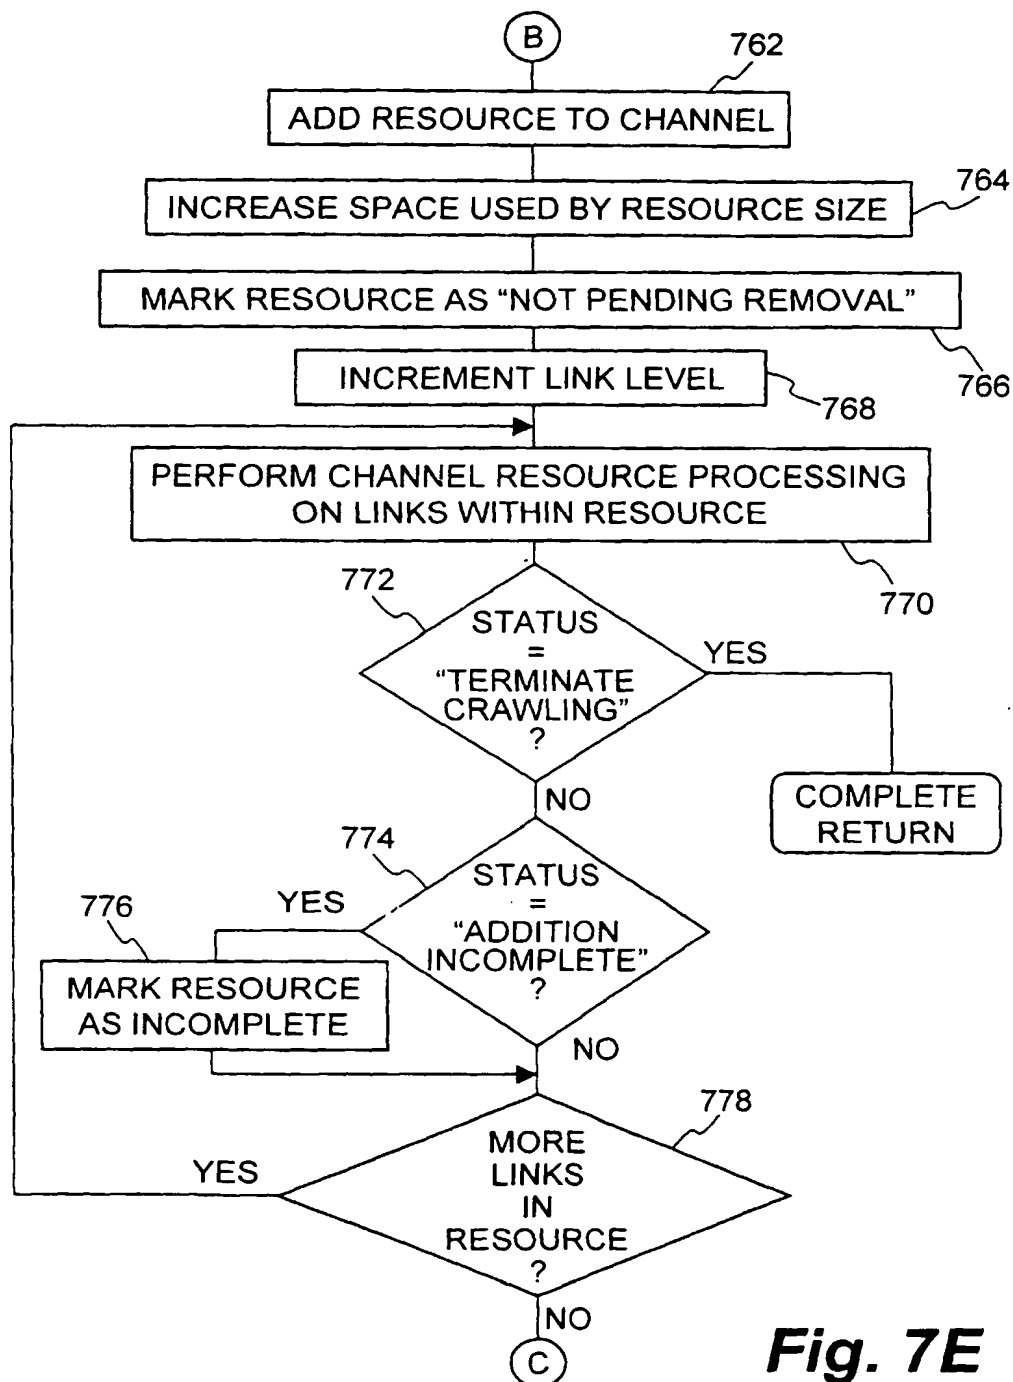 B
762
ADD RESOURCE TO CHANNEL
764
INCREASE SPACE USED BY RESOURCE SIZE
MARK RESOURCE AS “NOT PENDING REMOVAL”
766
INCREMENT LINK LEVEL
768
PERFORM CHANNEL RESOURCE PROCESSING
ON LINKS WITHIN RESOURCE
770
772
STATUS
=
“TERMINATE
CRAWLING”
?
YES
NO
COMPLETE
RETURN
774
STATUS
=
“ADDITION
INCOMPLETE”
?
YES
776
MARK RESOURCE
AS INCOMPLETE
NO
778
MORE
LINKS
IN
RESOURCE
?
YES
NO
C
Fig. 7E